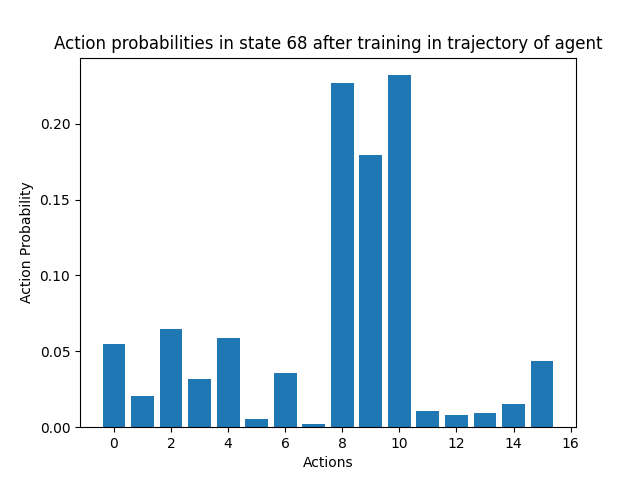 Action probabilities in state 68 after training in trajectory of agent
0.20
0.15
0.10
0.05
0.00
Action Probability
0 2 4 6 8 10 12 14 16
Actions